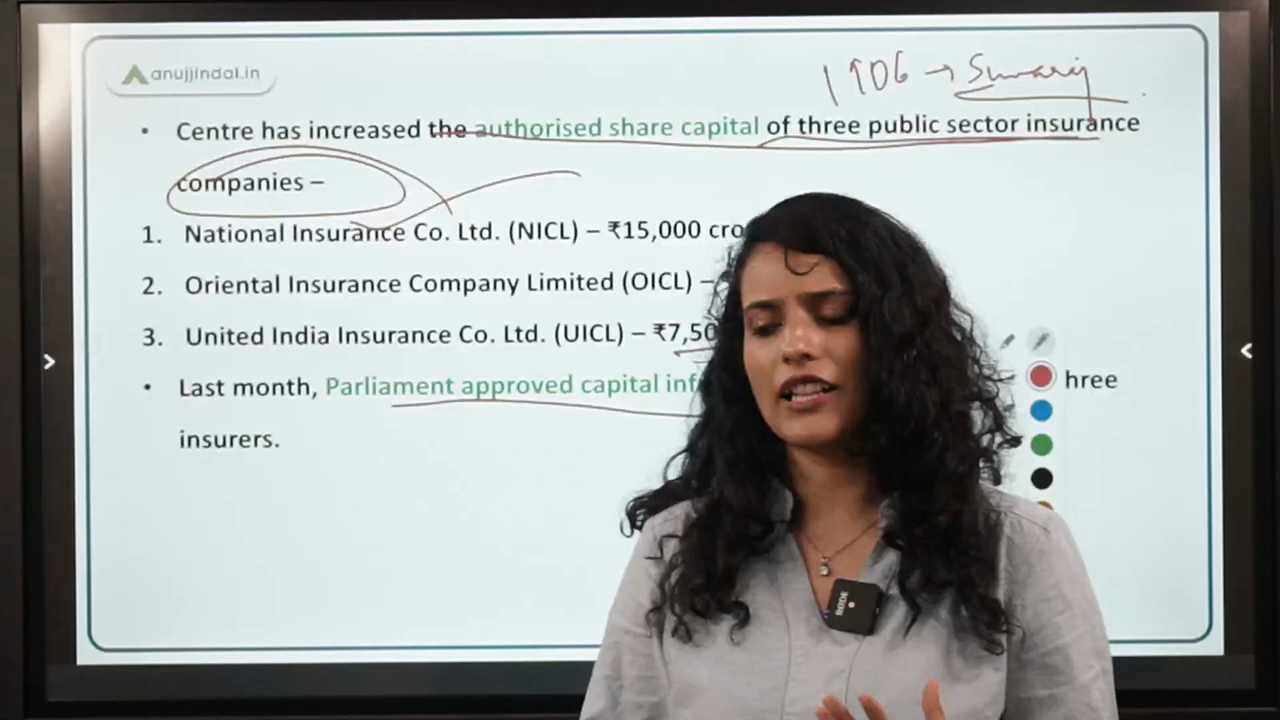 anujjindal.in
1906 → Swaraj
• Centre has increased the authorised share capital of three public sector insurance
companies –
1. National Insurance Co. Ltd. (NICL) – ₹15,000 cro
2. Oriental Insurance Company Limited (OICL) –
3. United India Insurance Co. Ltd. (UICL) – ₹7,50
• Last month, Parliament approved capital inf hree
insurers.
RODE